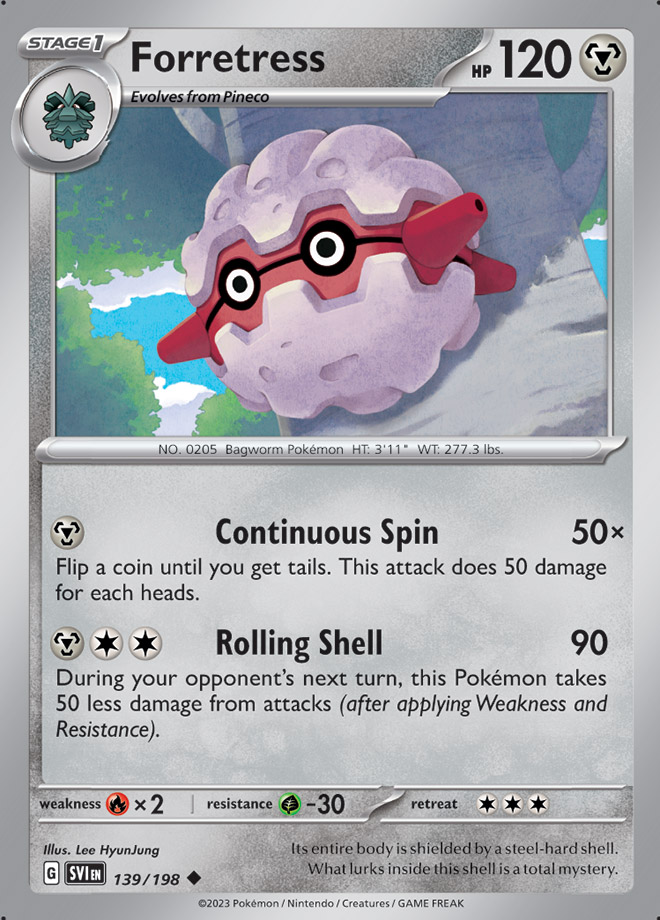 STAGE 1
Forretress
HP 120
Evolves from Pineco
NO. 0205 Bagworm Pokémon HT: 3'11" WT: 277.3 lbs.
Continuous Spin 50×
Flip a coin until you get tails. This attack does 50 damage
for each heads.
Rolling Shell 90
During your opponent's next turn, this Pokémon takes
50 less damage from attacks (after applying Weakness and
Resistance).
weakness ×2 resistance -30 retreat
Illus. Lee HyunJung
Its entire body is shielded by a steel-hard shell.
What lurks inside this shell is a total mystery.
G SVI EN 139/198
©2023 Pokémon / Nintendo / Creatures / GAME FREAK